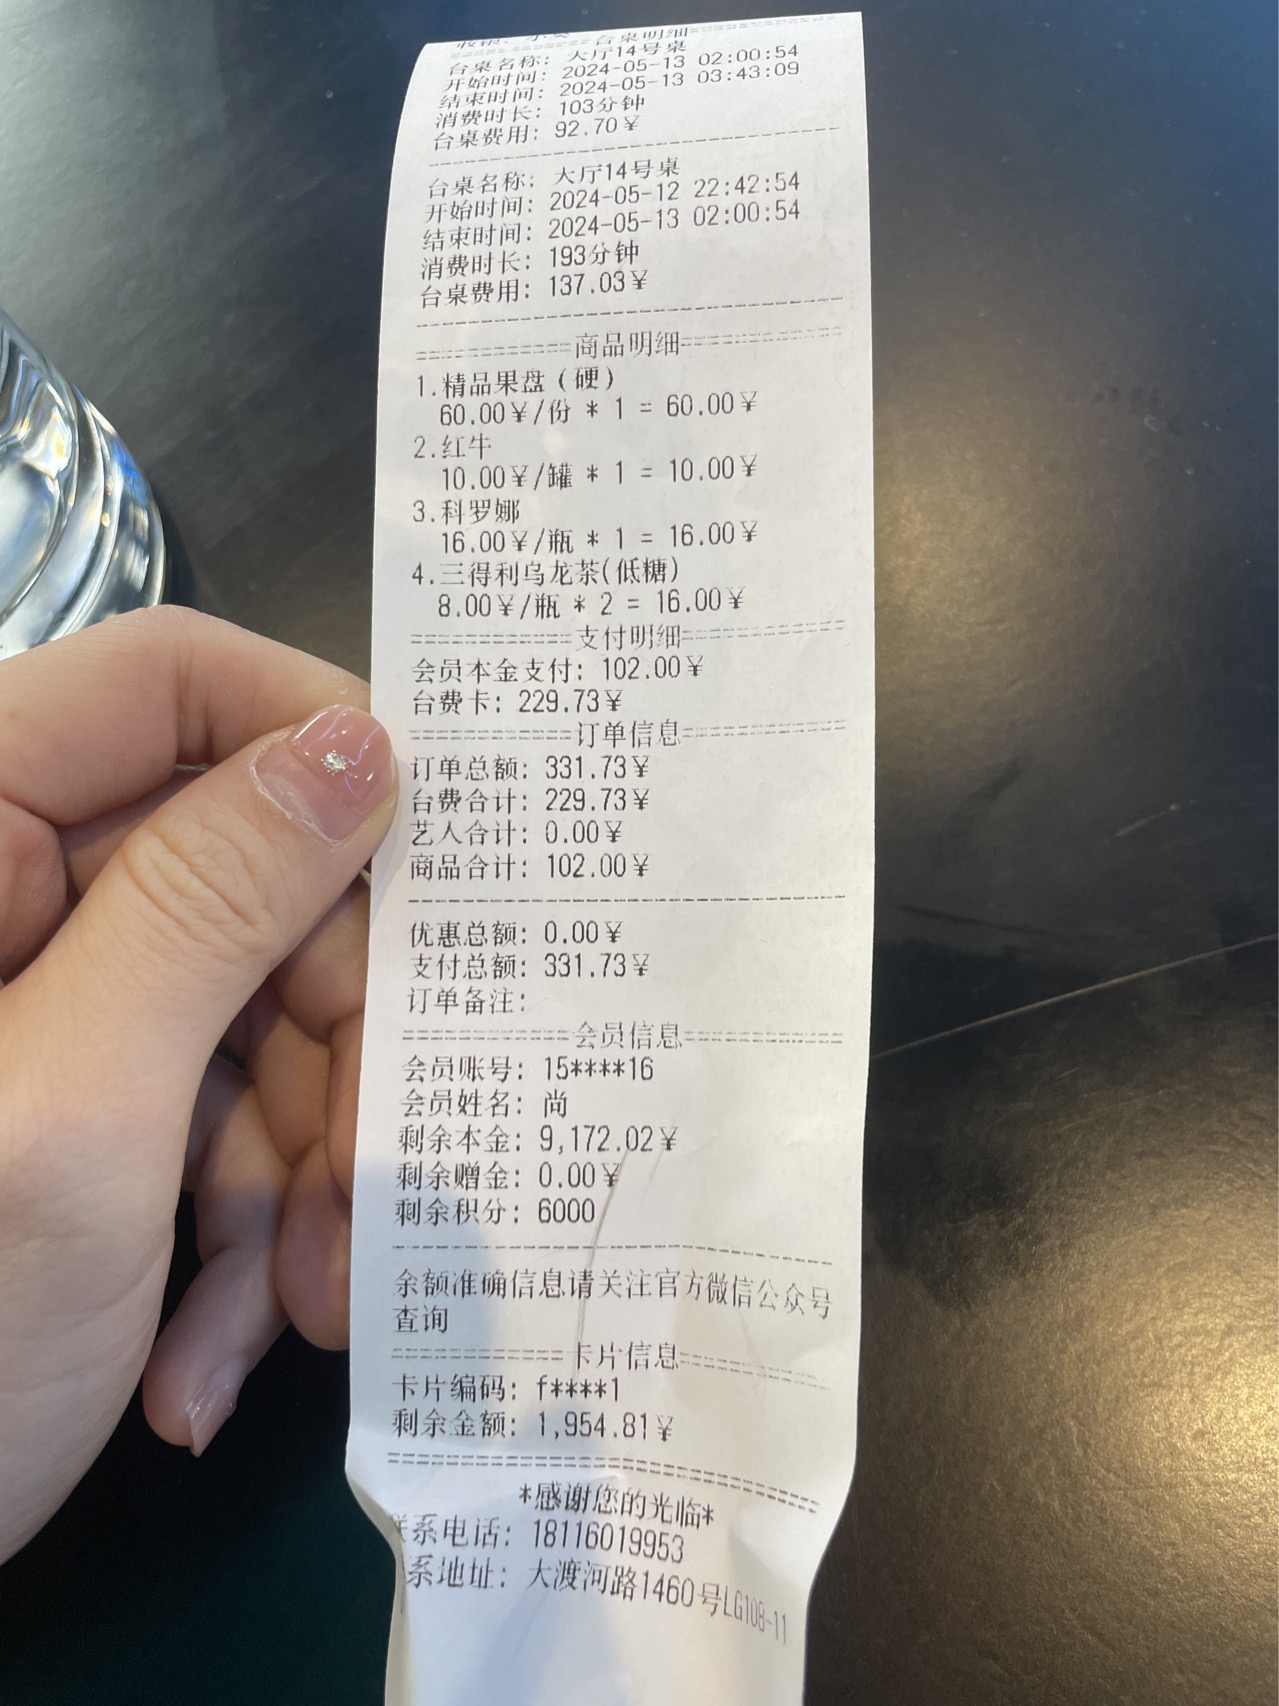 ============台桌明细============
台桌名称: 大厅14号桌
开始时间: 2024-05-13 02:00:54
结束时间: 2024-05-13 03:43:09
消费时长: 103分钟
台桌费用: 92.70¥
台桌名称: 大厅14号桌
开始时间: 2024-05-12 22:42:54
结束时间: 2024-05-13 02:00:54
消费时长: 193分钟
台桌费用: 137.03¥
============商品明细============
1.精品果盘(硬)
60.00¥/份 * 1 = 60.00¥
2.红牛
10.00¥/罐 * 1 = 10.00¥
3.科罗娜
16.00¥/瓶 * 1 = 16.00¥
4.三得利乌龙茶(低糖)
8.00¥/瓶 * 2 = 16.00¥
============支付明细============
会员本金支付: 102.00¥
台费卡: 229.73¥
============订单信息============
订单总额: 331.73¥
台费合计: 229.73¥
艺人合计: 0.00¥
商品合计: 102.00¥
优惠总额: 0.00¥
支付总额: 331.73¥
订单备注:
============会员信息============
会员账号: 15****16
会员姓名: 尚
剩余本金: 9,172.02¥
剩余赠金: 0.00¥
剩余积分: 6000
余额准确信息请关注官方微信公众号
查询
============卡片信息============
卡片编码: f****1
剩余金额: 1,954.81¥
*感谢您的光临*
联系电话: 18116019953
系地址: 大渡河路1460号LG108-11